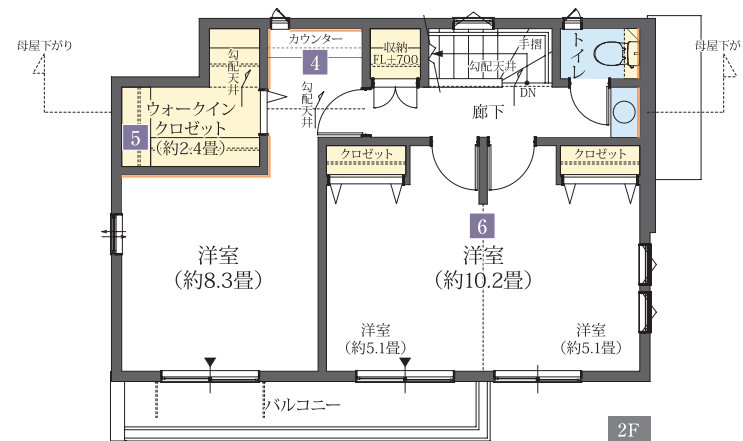 母屋下がり
カウンター
4
勾配天井
勾配天井
収納
FL+700
手摺
勾配天井
DN
トイレ
母屋下が
ウォークイン
クロゼット
(約2.4畳)
5
廊下
クロゼット
クロゼット
6
洋室
(約8.3畳)
洋室
(約10.2畳)
洋室
(約5.1畳)
洋室
(約5.1畳)
バルコニー
2F